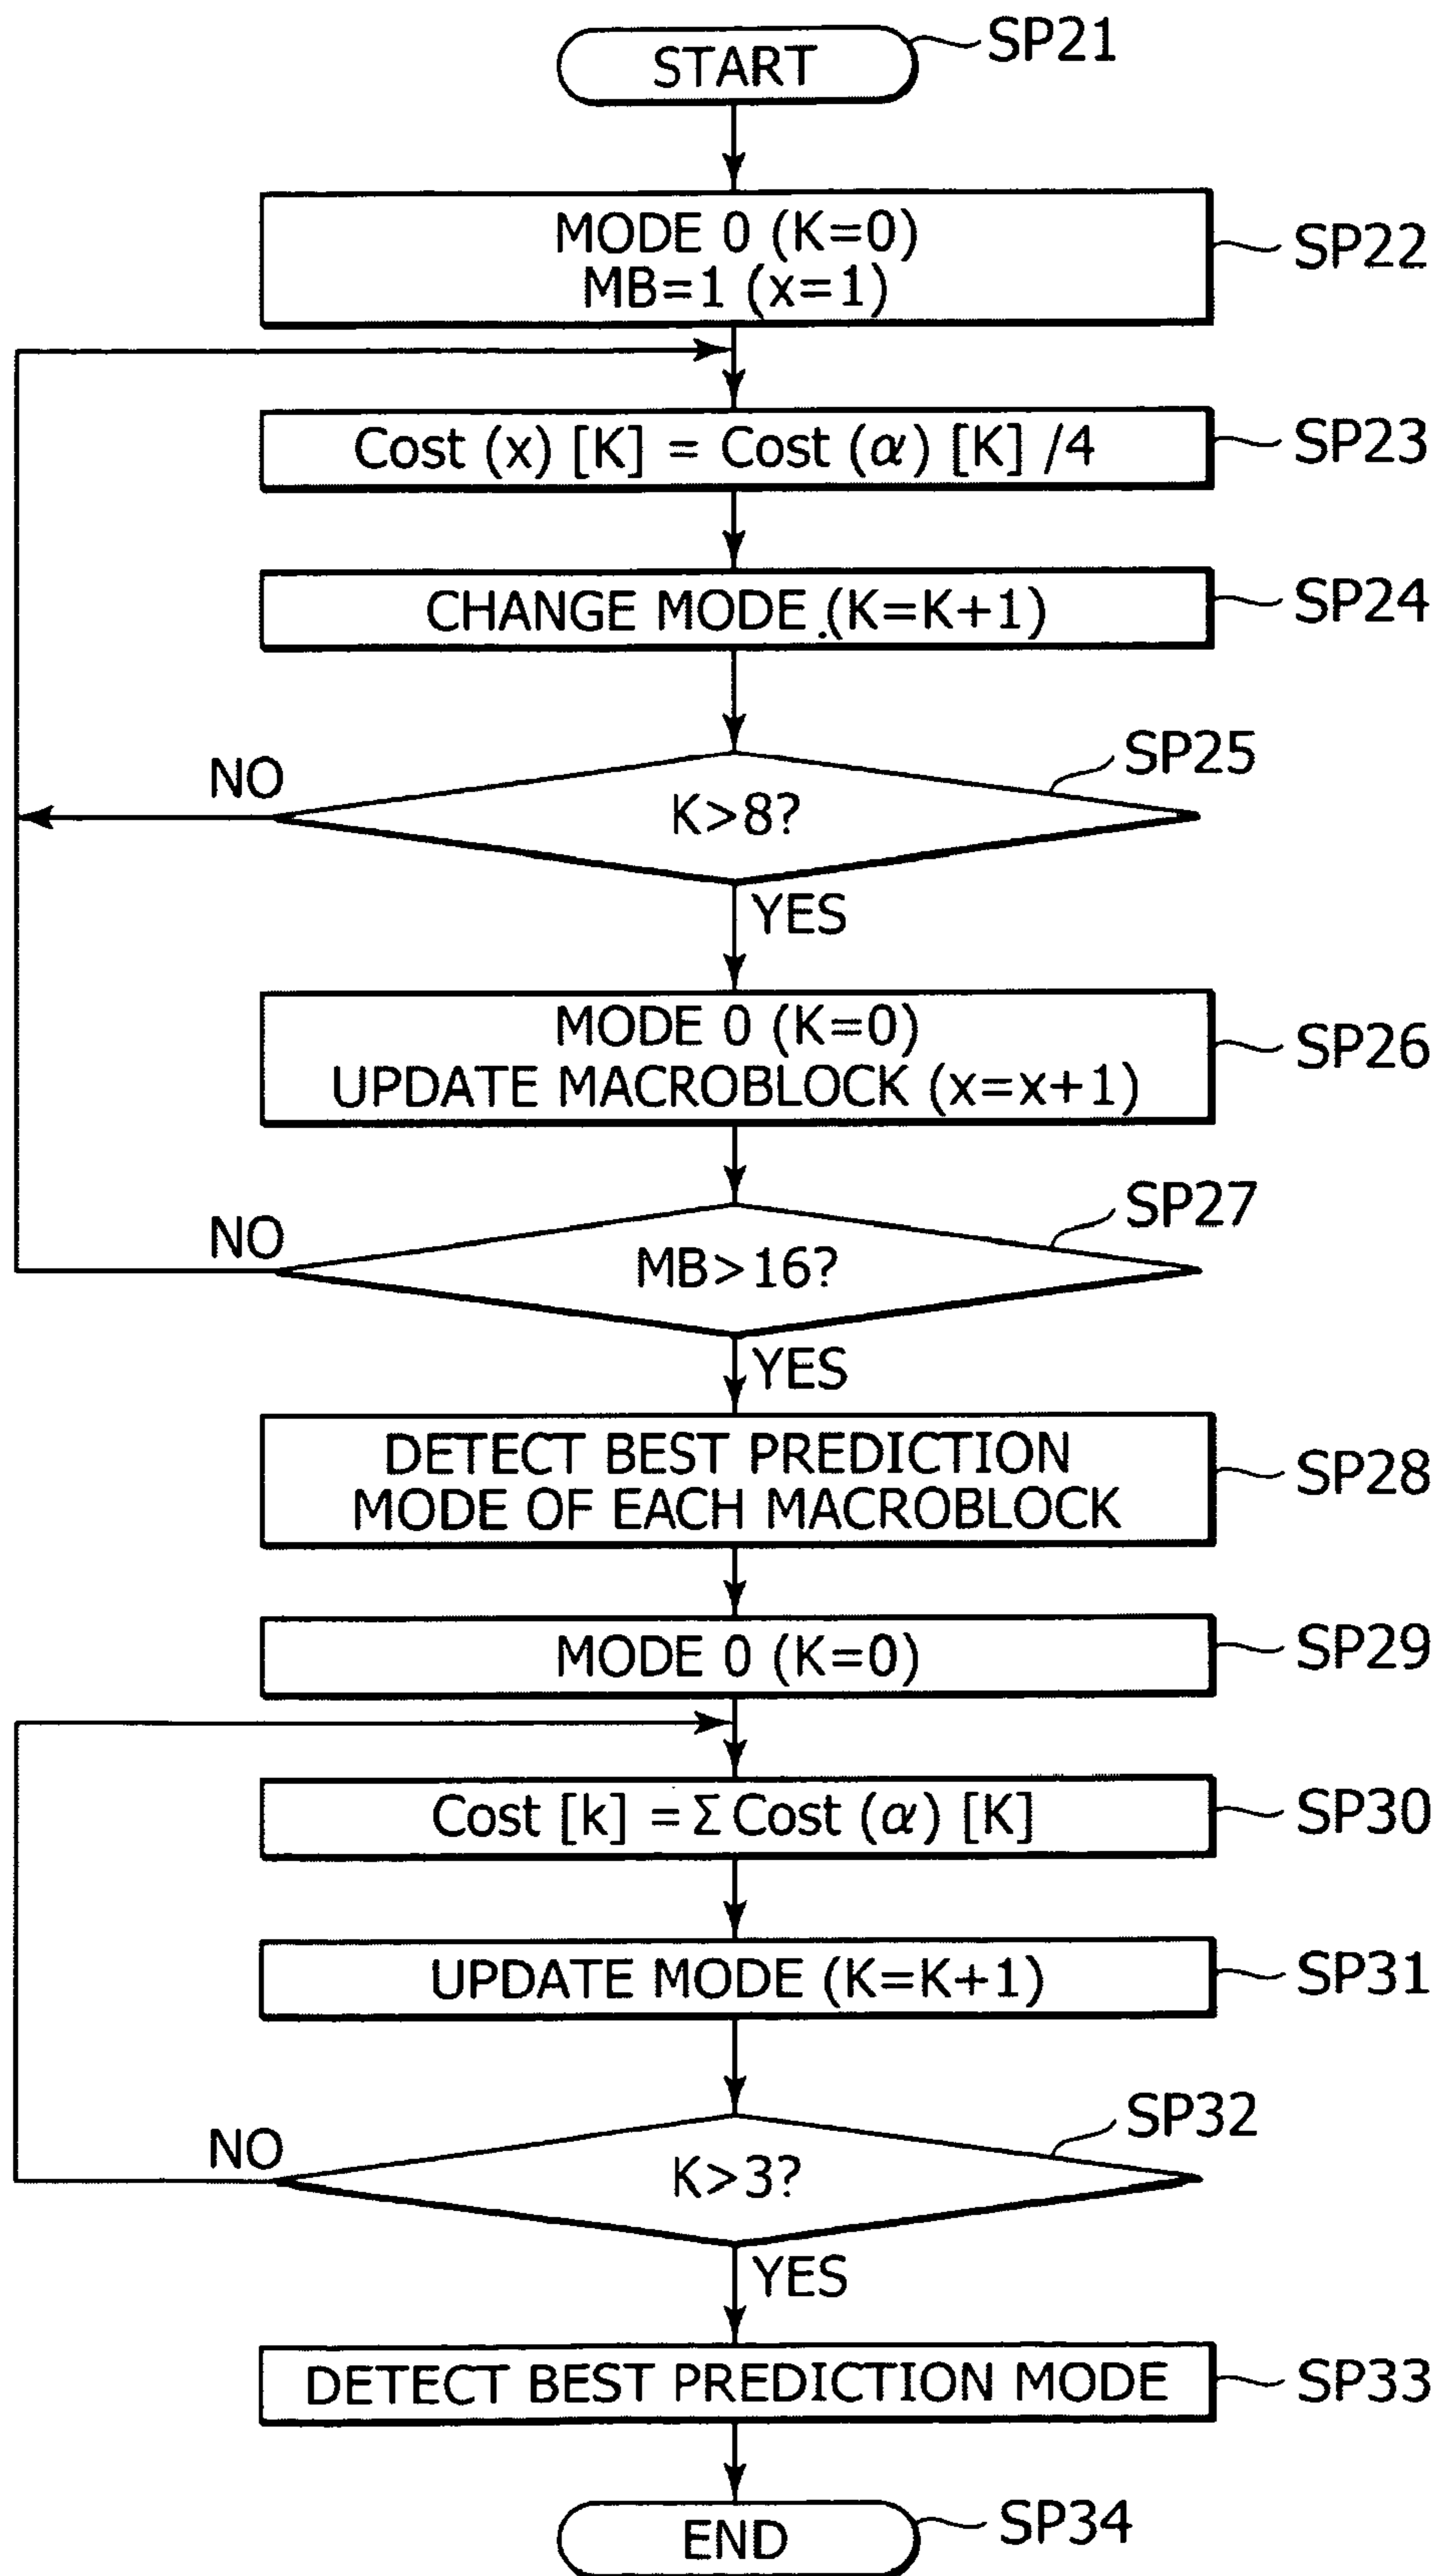 START
SP21
MODE 0 (K=0)
MB=1 (x=1)
SP22
Cost (x) [K] = Cost (α) [K] /4
SP23
CHANGE MODE (K=K+1)
SP24
SP25
NO
K>8?
YES
MODE 0 (K=0)
UPDATE MACROBLOCK (x=x+1)
SP26
SP27
NO
MB>16?
YES
DETECT BEST PREDICTION
MODE OF EACH MACROBLOCK
SP28
MODE 0 (K=0)
SP29
Cost [k] = Σ Cost (α) [K]
SP30
UPDATE MODE (K=K+1)
SP31
SP32
NO
K>3?
YES
DETECT BEST PREDICTION MODE
SP33
END
SP34